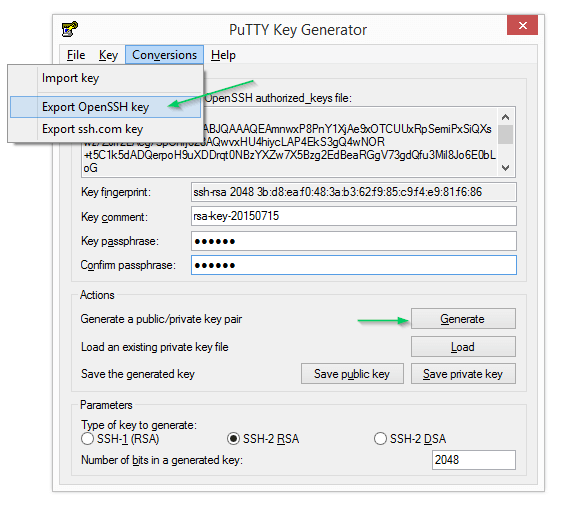 PuTTY Key Generator
File Key Conversions Help
Import key
Export OpenSSH key
Export ssh.com key
OpenSSH authorized_keys file:
+t5C1k5dADQerpoH9uXDDrqt0NBzYXZw7X5Bzg2EdBeaRGgV73gdQfu3Mil8Jo6E0bL
oG
Key fingerprint: ssh-rsa 2048 3b:d8:ea:f0:48:3a:b3:62:f9:85:c9:f4:e9:81:f6:86
Key comment: rsa-key-20150715
Key passphrase: ●●●●●●
Confirm passphrase: ●●●●●●
Actions
Generate a public/private key pair Generate
Load an existing private key file Load
Save the generated key Save public key Save private key
Parameters
Type of key to generate:
SSH-1 (RSA) SSH-2 RSA SSH-2 DSA
Number of bits in a generated key: 2048